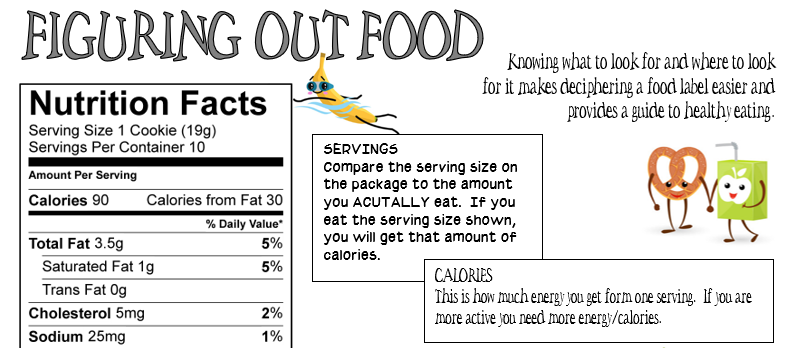 FIGURING OUT FOOD
Knowing what to look for and where to look
for it makes deciphering a food label easier and
provides a guide to healthy eating.
Nutrition Facts
Serving Size 1 Cookie (19g)
Servings Per Container 10
Amount Per Serving
Calories 90 Calories from Fat 30
% Daily Value*
Total Fat 3.5g 5%
Saturated Fat 1g 5%
Trans Fat 0g
Cholesterol 5mg 2%
Sodium 25mg 1%
SERVINGS
Compare the serving size on
the package to the amount
you ACUTALLY eat. If you
eat the serving size shown,
you will get that amount of
calories.
CALORIES
This is how much energy you get form one serving. If you are
more active you need more energy/calories.